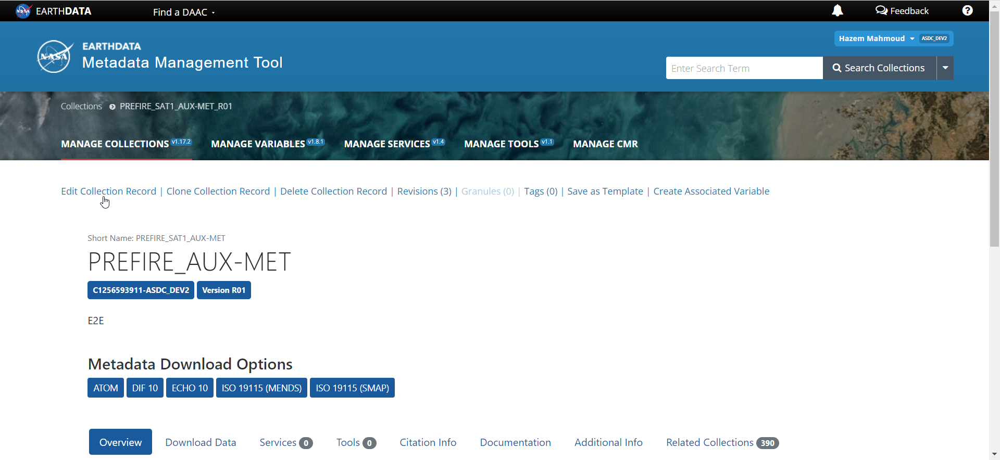 NASA EARTHDATA Find a DAAC Feedback
Hazem Mahmoud ASDC_DEV2
NASA EARTHDATA
Metadata Management Tool
Enter Search Term Search Collections
Collections PREFIRE_SAT1_AUX-MET_R01
MANAGE COLLECTIONS v1.17.2 MANAGE VARIABLES v1.8.1 MANAGE SERVICES v1.4 MANAGE TOOLS v1.1 MANAGE CMR
Edit Collection Record | Clone Collection Record | Delete Collection Record | Revisions (3) | Granules (0) | Tags (0) | Save as Template | Create Associated Variable
Short Name: PREFIRE_SAT1_AUX-MET
PREFIRE_AUX-MET
C1256593911-ASDC_DEV2 Version R01
E2E
Metadata Download Options
ATOM DIF 10 ECHO 10 ISO 19115 (MENDS) ISO 19115 (SMAP)
Overview Download Data Services 0 Tools 0 Citation Info Documentation Additional Info Related Collections 390